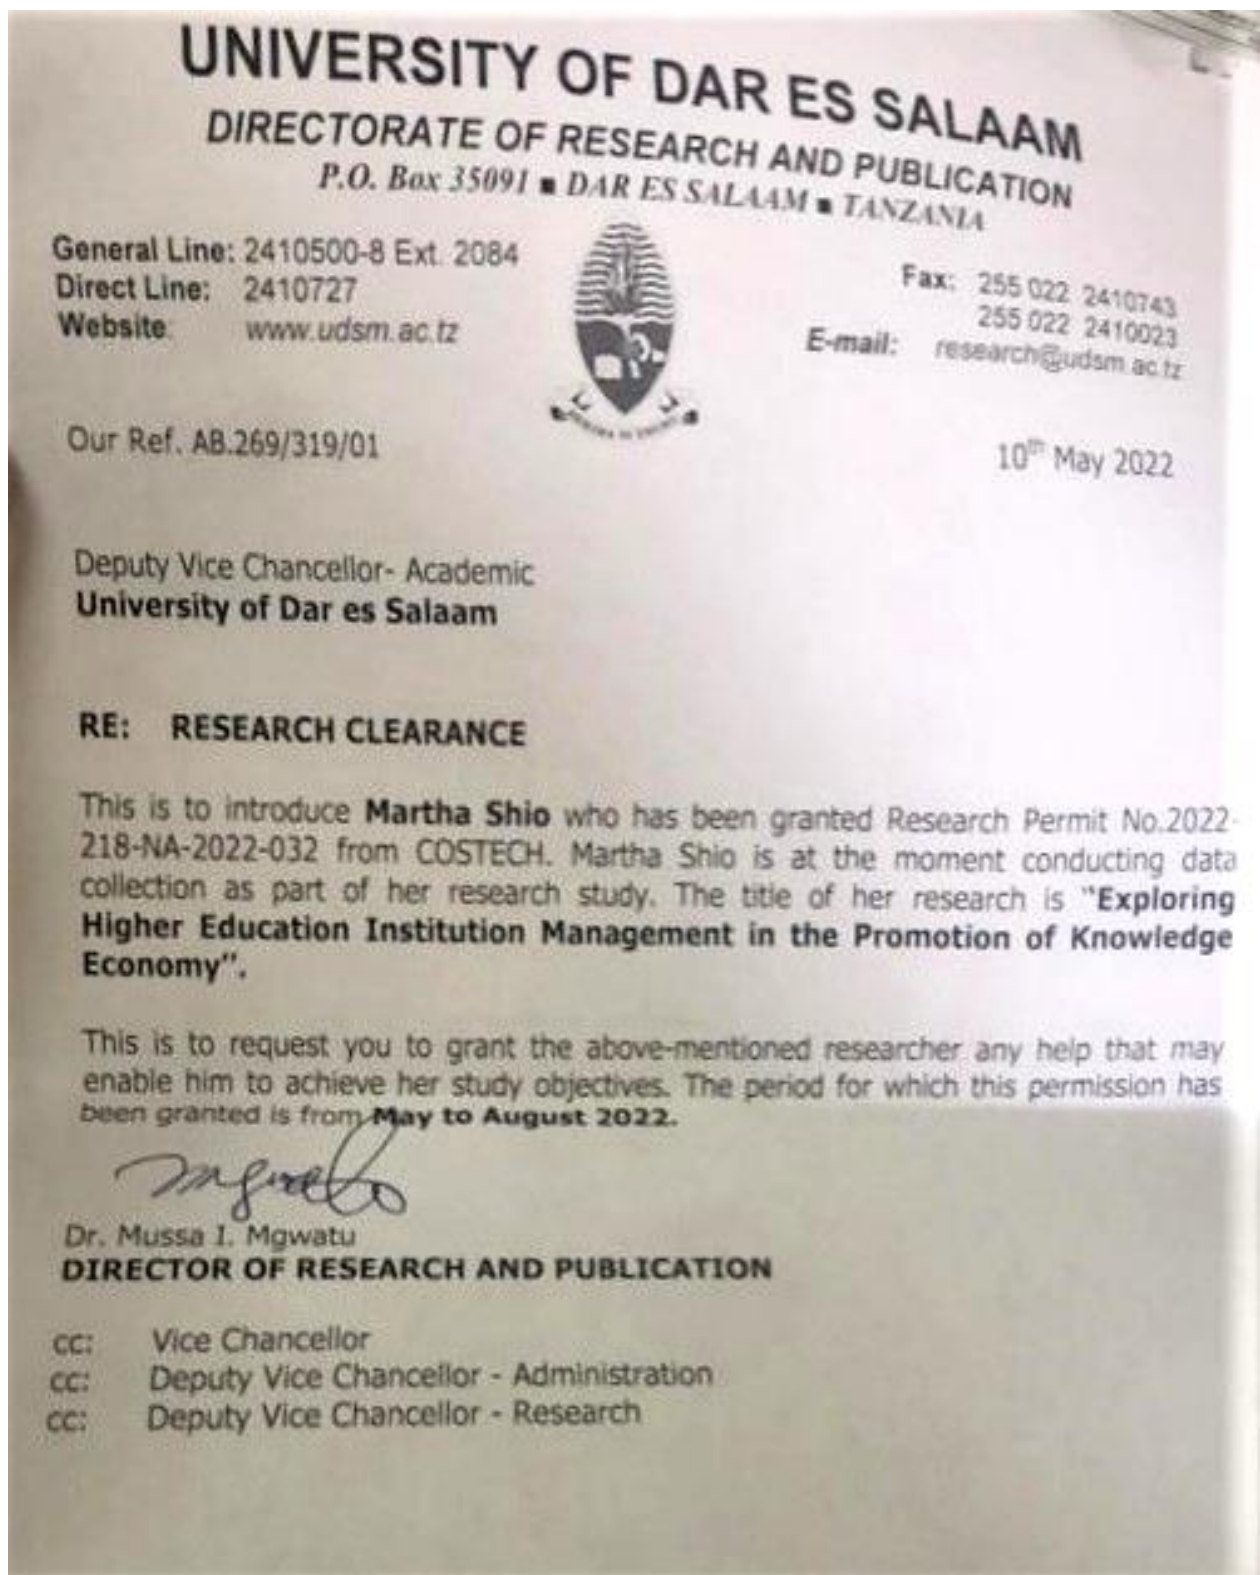 UNIVERSITY OF DAR ES SALAAM
DIRECTORATE OF RESEARCH AND PUBLICATION
P.O. Box 35091 ■ DAR ES SALAAM ■ TANZANIA
General Line: 2410500-8 Ext. 2084
Direct Line: 2410727
Website: www.udsm.ac.tz
Fax: 255 022 2410743
255 022 2410023
E-mail: research@udsm.ac.tz
Our Ref. AB.269/319/01
10th May 2022
Deputy Vice Chancellor- Academic
University of Dar es Salaam
RE: RESEARCH CLEARANCE
This is to introduce Martha Shio who has been granted Research Permit No.2022-
218-NA-2022-032 from COSTECH. Martha Shio is at the moment conducting data
collection as part of her research study. The title of her research is "Exploring
Higher Education Institution Management in the Promotion of Knowledge
Economy".
This is to request you to grant the above-mentioned researcher any help that may
enable him to achieve her study objectives. The period for which this permission has
been granted is from May to August 2022.
Dr. Mussa I. Mgwatu
DIRECTOR OF RESEARCH AND PUBLICATION
cc: Vice Chancellor
cc: Deputy Vice Chancellor - Administration
cc: Deputy Vice Chancellor - Research